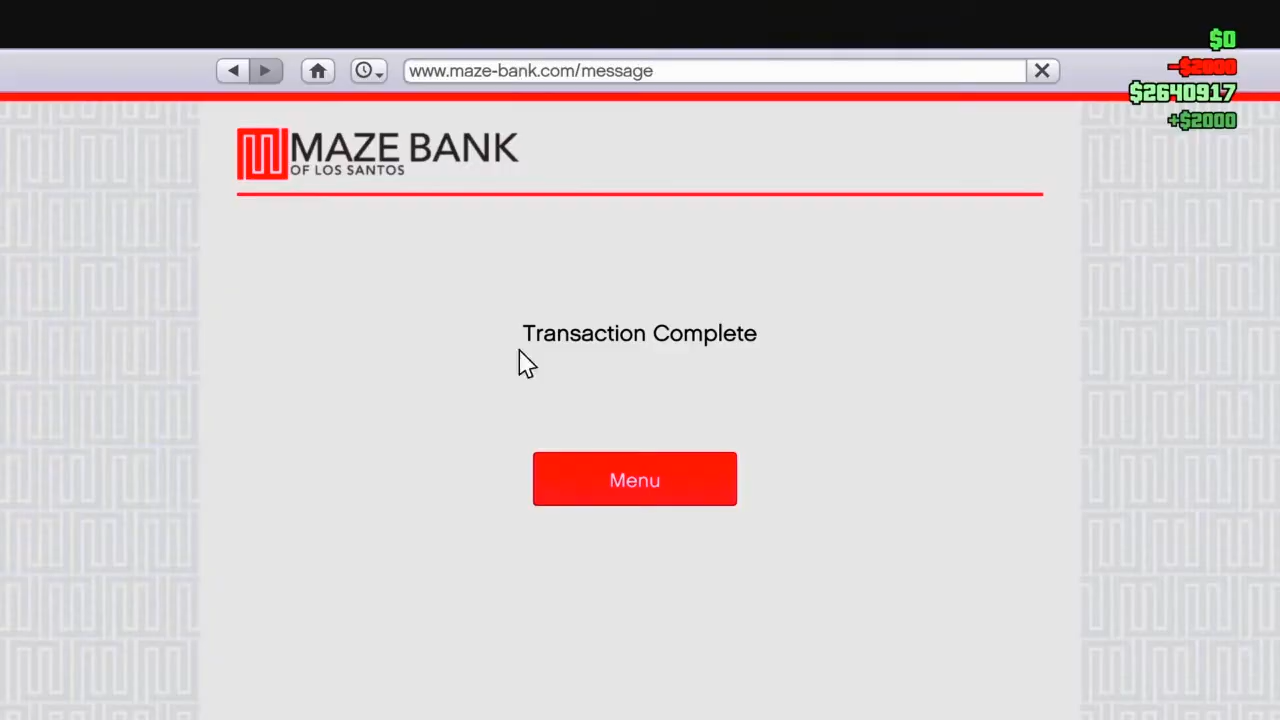 www.maze-bank.com/message
$0
-$2000
$2640917
+$2000
MAZE BANK
OF LOS SANTOS
Transaction Complete
Menu